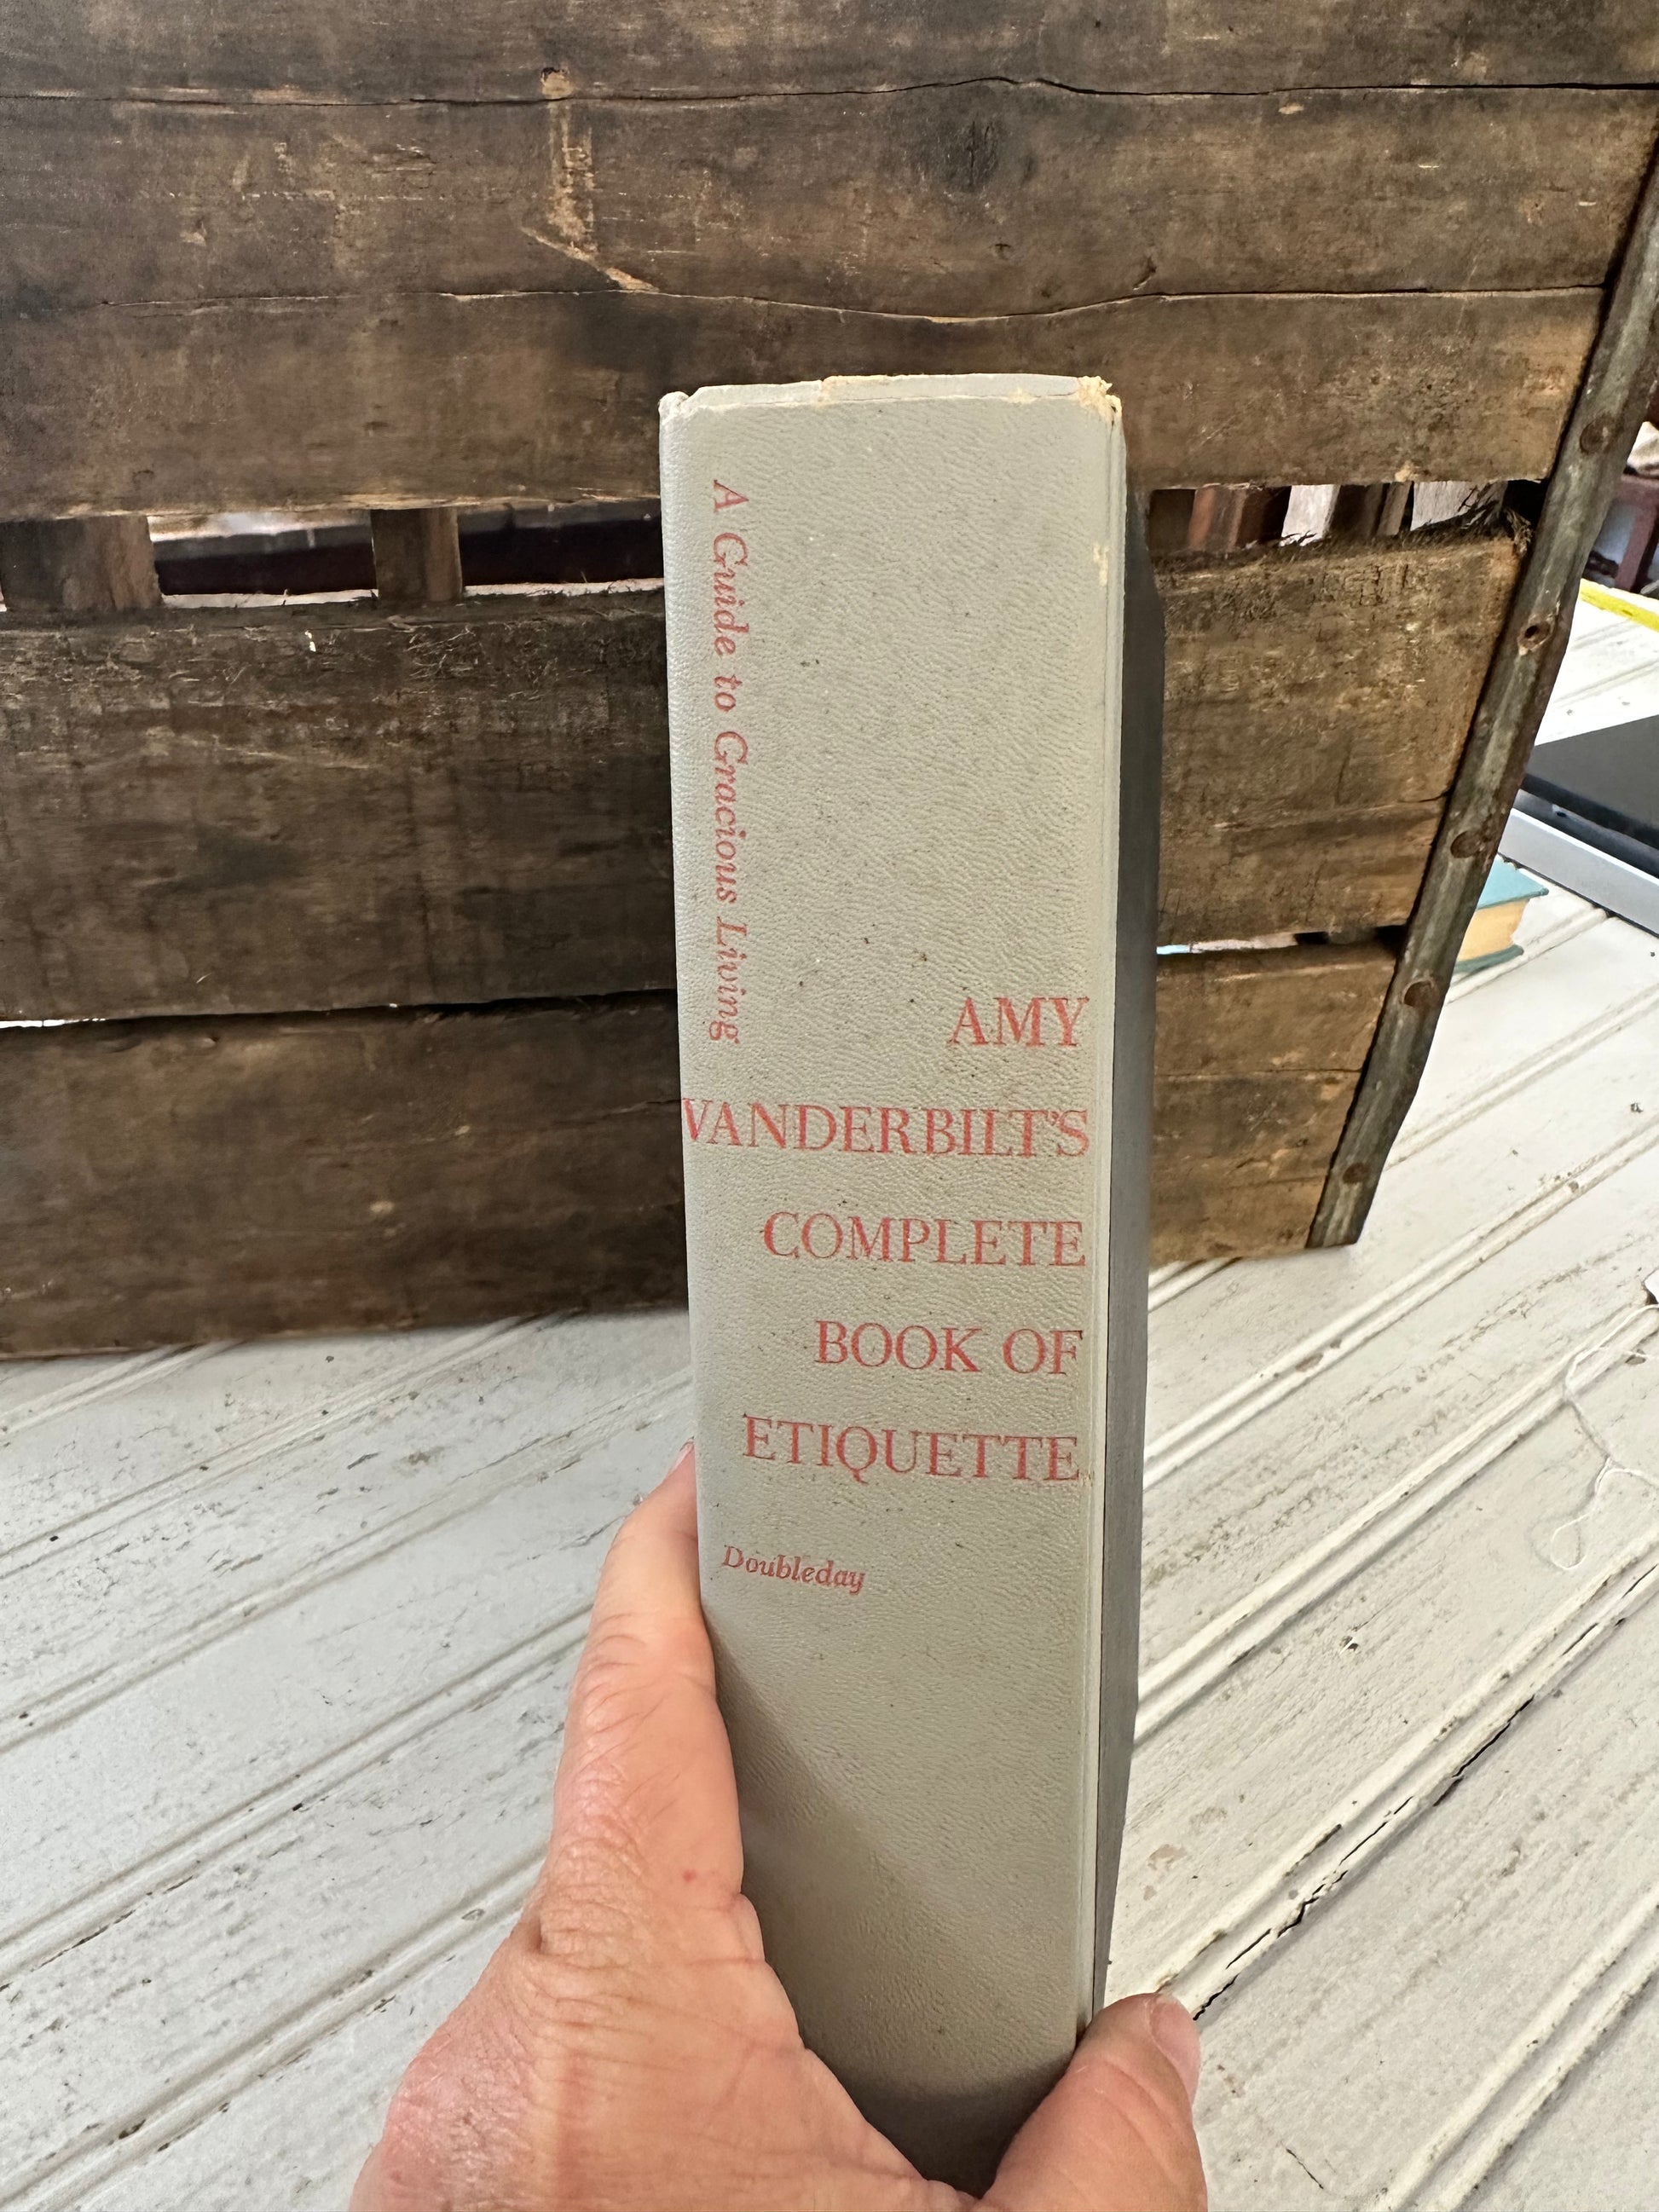 A Guide to Gracious Living
AMY
VANDERBILT'S
COMPLETE
BOOK OF
ETIQUETTE
Doubleday